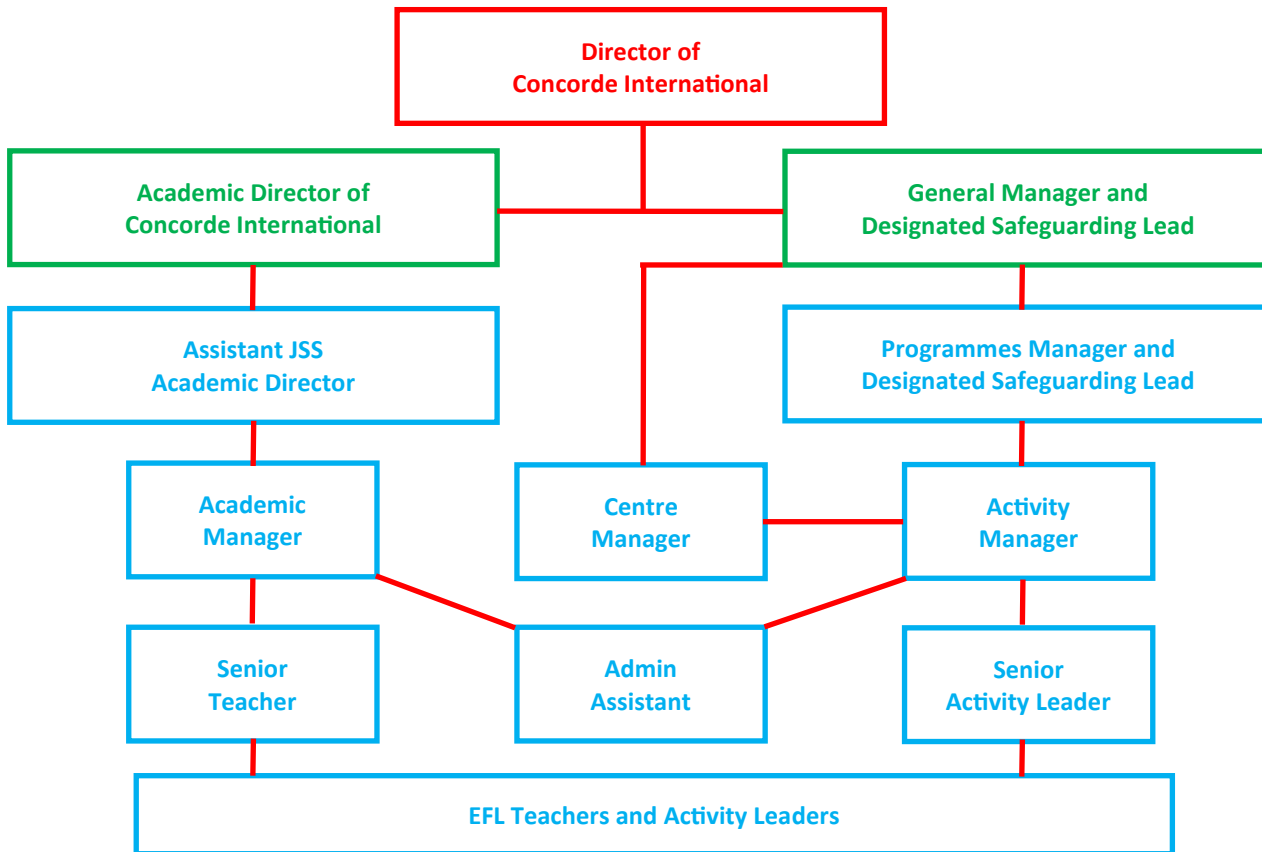 Director of
Concorde International
Academic Director of
Concorde International
General Manager and
Designated Safeguarding Lead
Assistant JSS
Academic Director
Programmes Manager and
Designated Safeguarding Lead
Academic
Manager
Centre
Manager
Activity
Manager
Senior
Teacher
Admin
Assistant
Senior
Activity Leader
EFL Teachers and Activity Leaders